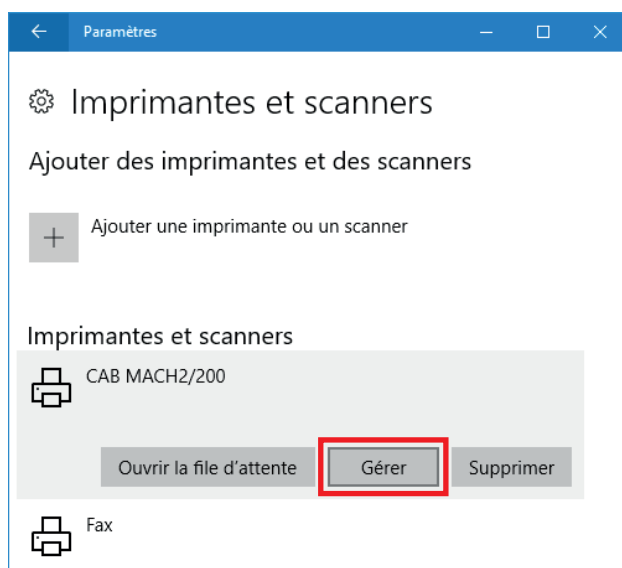 Paramètres
Imprimantes et scanners
Ajouter des imprimantes et des scanners
Ajouter une imprimante ou un scanner
Imprimantes et scanners
CAB MACH2/200
Ouvrir la file d’attente Gérer Supprimer
Fax